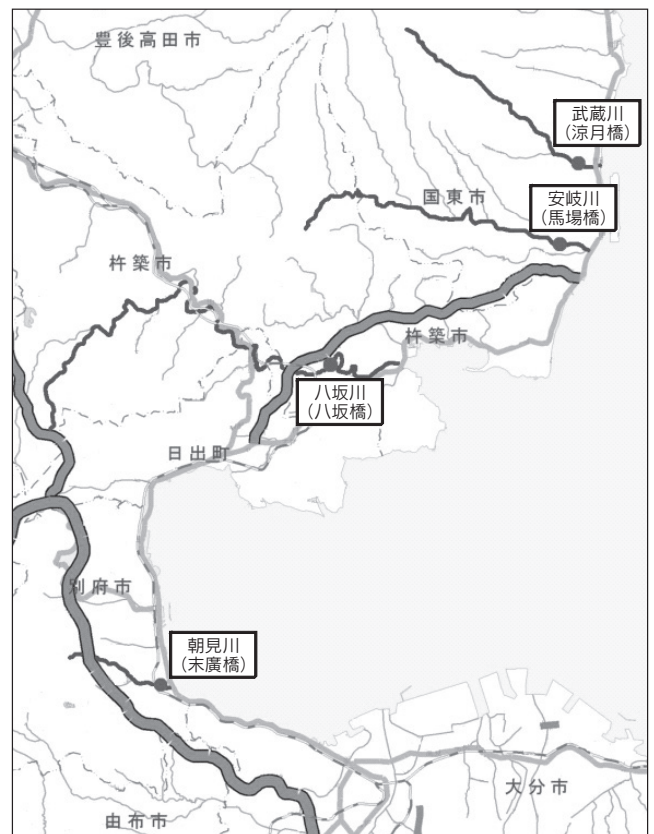 豊後高田市
武蔵川
（涼月橋）
国東市
安岐川
（馬場橋）
杵築市
杵築市
八坂川
（八坂橋）
日出町
別府市
朝見川
（末廣橋）
大分市
由布市